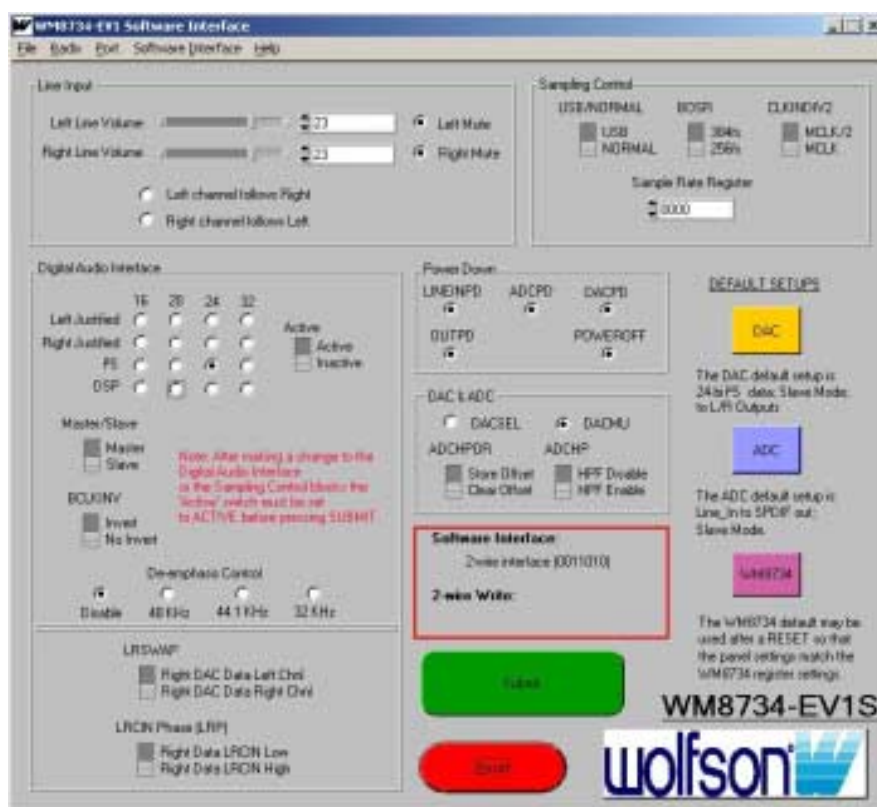 WM8734-EV1 Software Interface
File Radix Port Software Interface Help
Line Input
Left Line Volume 23 Left Mute
Right Line Volume 23 Right Mute
Left channel follows Right
Right channel follows Left
Sampling Control
USB/NORMAL BOSR CLKINDIV2
USB 384fs MCLK/2
NORMAL 256fs MCLK
Sample Rate Register
0000
Digital Audio Interface
16 20 24 32
Left Justified
Right Justified
I²S
DSP
Active
Active
Inactive
Master/Slave
Master
Slave
BCLKINV
Invert
No Invert
Note: After making a change to the
Digital Audio Interface
or the Sampling Control blocks the
'Active' switch must be set
to ACTIVE before pressing SUBMIT
De-emphasis Control
Disable 48 KHz 44.1 KHz 32 KHz
LRSWAP
Right DAC Data Left Chnl
Right DAC Data Right Chnl
LRCIN Phase (LRP)
Right Data LRCIN Low
Right Data LRCIN High
Power Down
LINEINPD ADCPD DACPD
OUTPD POWEROFF
DAC & ADC
DACSEL DACMU
ADCHPOR ADCHP
Store Offset HPF Disable
Clear Offset HPF Enable
Software Interface:
2-wire interface (0011010)
2-wire Write:
Submit
Reset
DEFAULT SETUPS
DAC
The DAC default setup is
24-bit I²S data; Slave Mode;
to L/R Outputs
ADC
The ADC default setup is
Line_In to SPDIF out;
Slave Mode.
WM8734
The WM8734 default may be
used after a RESET so that
the panel settings match the
WM8734 register settings.
WM8734-EV1S
wolfson